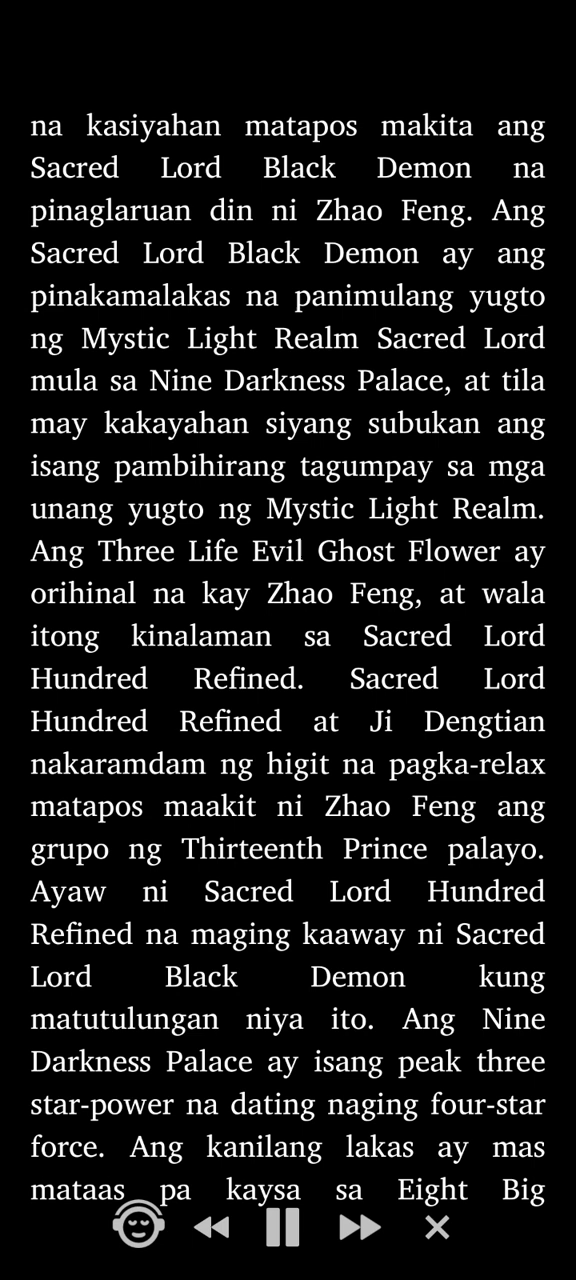 na kasiyahan matapos makita ang
Sacred Lord Black Demon na
pinaglaruan din ni Zhao Feng. Ang
Sacred Lord Black Demon ay ang
pinakamalakas na panimulang yugto
ng Mystic Light Realm Sacred Lord
mula sa Nine Darkness Palace, at tila
may kakayahan siyang subukan ang
isang pambihirang tagumpay sa mga
unang yugto ng Mystic Light Realm.
Ang Three Life Evil Ghost Flower ay
orihinal na kay Zhao Feng, at wala
itong kinalaman sa Sacred Lord
Hundred Refined. Sacred Lord
Hundred Refined at Ji Dengtian
nakaramdam ng higit na pagka-relax
matapos maakit ni Zhao Feng ang
grupo ng Thirteenth Prince palayo.
Ayaw ni Sacred Lord Hundred
Refined na maging kaaway ni Sacred
Lord Black Demon kung
matutulungan niya ito. Ang Nine
Darkness Palace ay isang peak three
star-power na dating naging four-star
force. Ang kanilang lakas ay mas
mataas pa kaysa sa Eight Big